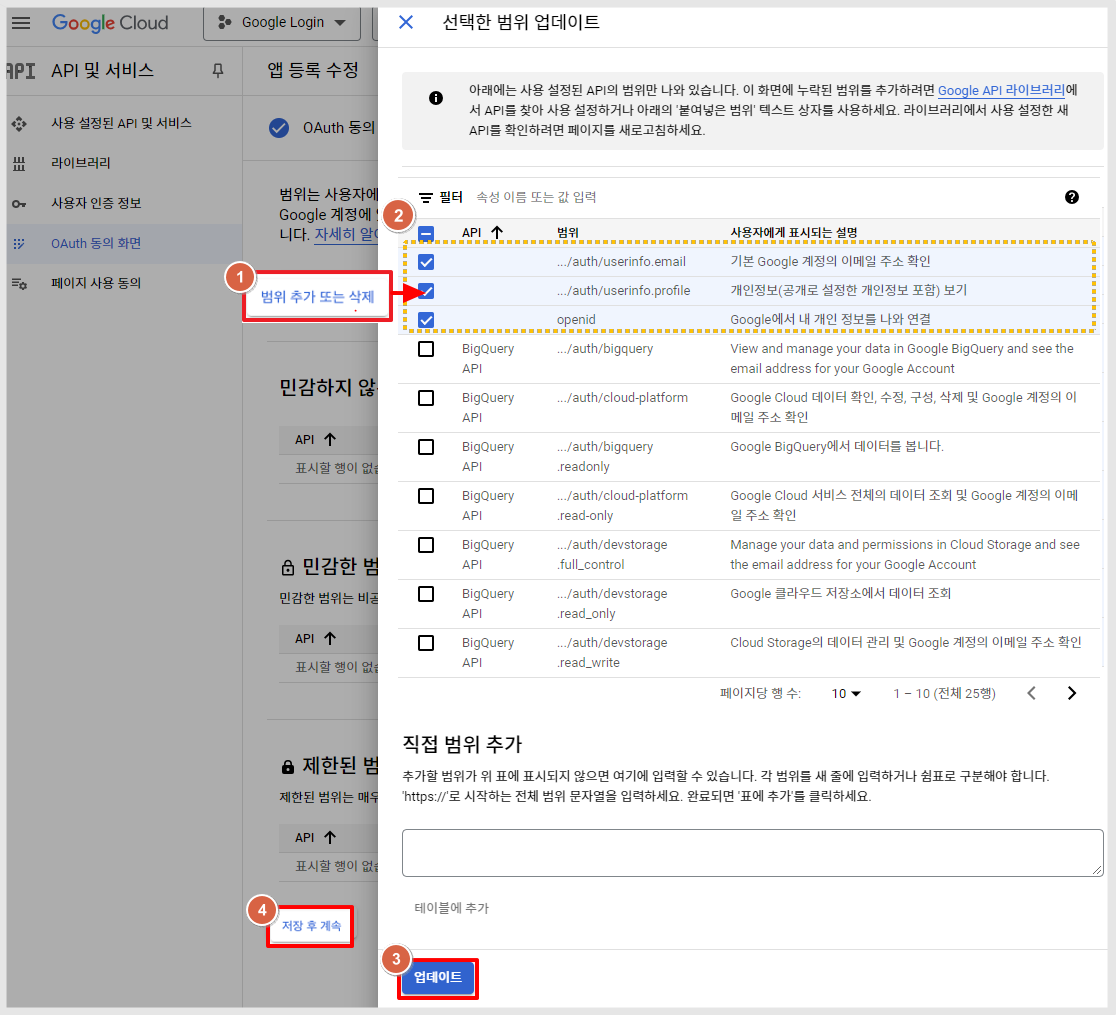 Google Cloud
Google Login
API
API 및 서비스
사용 설정된 API 및 서비스
라이브러리
사용자 인증 정보
OAuth 동의 화면
페이지 사용 동의
앱 등록 수정
OAuth 동의
범위는 사용자에
Google 계정에
니다. 자세히 알
1
범위 추가 또는 삭제
민감하지 않
API
표시할 행이 없습
민감한 범
민감한 범위는 비공
API
표시할 행이 없습
제한된 범
제한된 범위는 매우
API
표시할 행이 없습
4
저장 후 계속
선택한 범위 업데이트
아래에는 사용 설정된 API의 범위만 나와 있습니다. 이 화면에 누락된 범위를 추가하려면 Google API 라이브러리에
서 API를 찾아 사용 설정하거나 아래의 '붙여넣은 범위' 텍스트 상자를 사용하세요. 라이브러리에서 사용 설정한 새
API를 확인하려면 페이지를 새로고침하세요.
필터 속성 이름 또는 값 입력
2
API 범위 사용자에게 표시되는 설명
.../auth/userinfo.email 기본 Google 계정의 이메일 주소 확인
.../auth/userinfo.profile 개인정보(공개로 설정한 개인정보 포함) 보기
openid Google에서 내 개인 정보를 나와 연결
BigQuery .../auth/bigquery View and manage your data in Google BigQuery and see the
API email address for your Google Account
BigQuery .../auth/cloud-platform Google Cloud 데이터 확인, 수정, 구성, 삭제 및 Google 계정의 이
API 메일 주소 확인
BigQuery .../auth/bigquery Google BigQuery에서 데이터를 봅니다.
API .readonly
BigQuery .../auth/cloud-platform Google Cloud 서비스 전체의 데이터 조회 및 Google 계정의 이메
API .read-only 일 주소 확인
BigQuery .../auth/devstorage Manage your data and permissions in Cloud Storage and see
API .full_control the email address for your Google Account
BigQuery .../auth/devstorage Google 클라우드 저장소에서 데이터 조회
API .read_only
BigQuery .../auth/devstorage Cloud Storage의 데이터 관리 및 Google 계정의 이메일 주소 확인
API .read_write
페이지당 행 수: 10 1 – 10 (전체 25행)
직접 범위 추가
추가할 범위가 위 표에 표시되지 않으면 여기에 입력할 수 있습니다. 각 범위를 새 줄에 입력하거나 쉼표로 구분해야 합니다.
'https://'로 시작하는 전체 범위 문자열을 입력하세요. 완료되면 '표에 추가'를 클릭하세요.
테이블에 추가
3
업데이트